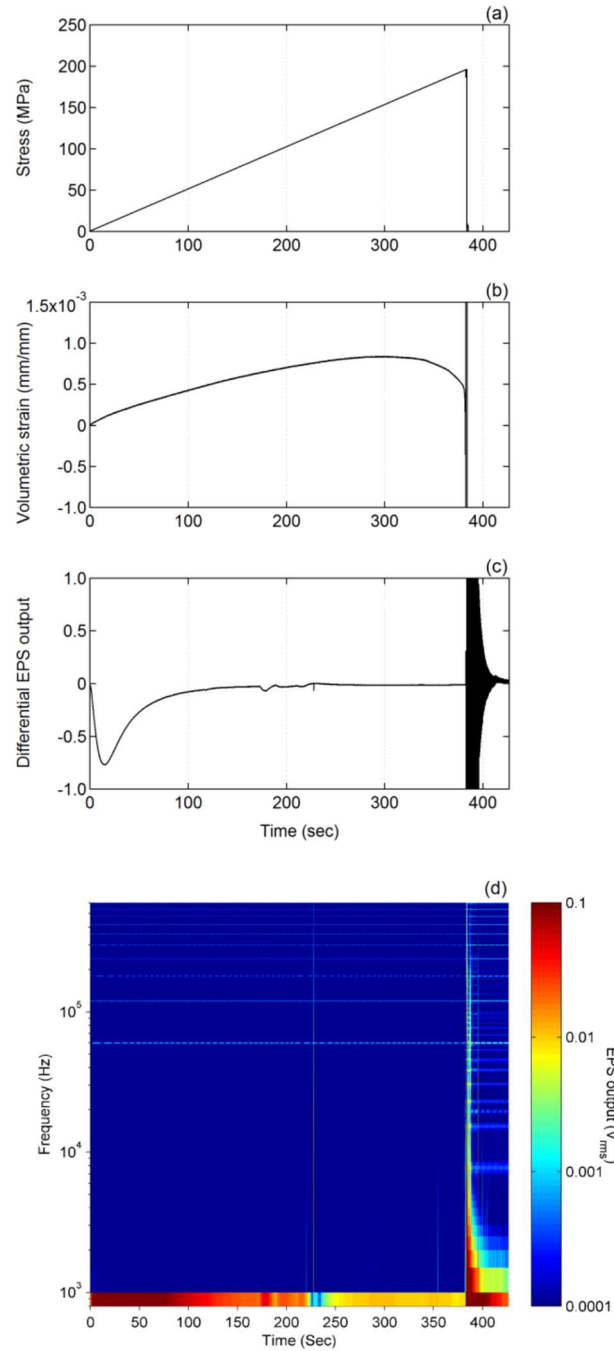 (a)
250
200
150
100
50
0
Stress (MPa)
0 100 200 300 400
(b)
1.5x10-3
1.0
0.5
0
-0.5
-1.0
Volumetric strain (mm/mm)
0 100 200 300 400
(c)
1.0
0.5
0
-0.5
-1.0
Differential EPS output
0 100 200 300 400
Time (sec)
(d)
10^5
10^4
10^3
Frequency (Hz)
0 50 100 150 200 250 300 350 400
Time (Sec)
0.1
0.01
0.001
0.0001
EPS output (Vrms)